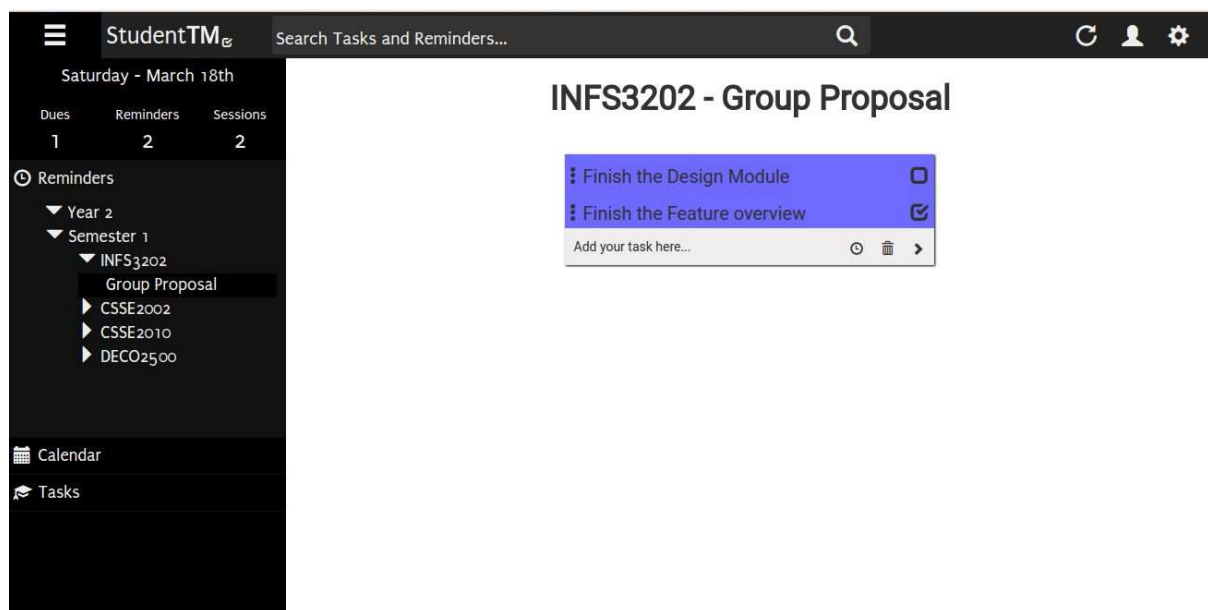 StudentTM
Search Tasks and Reminders...
Saturday - March 18th
Dues Reminders Sessions
1 2 2
Reminders
Year 2
Semester 1
INFS3202
Group Proposal
CSSE2002
CSSE2010
DECO2500
Calendar
Tasks
INFS3202 - Group Proposal
Finish the Design Module
Finish the Feature overview
Add your task here...